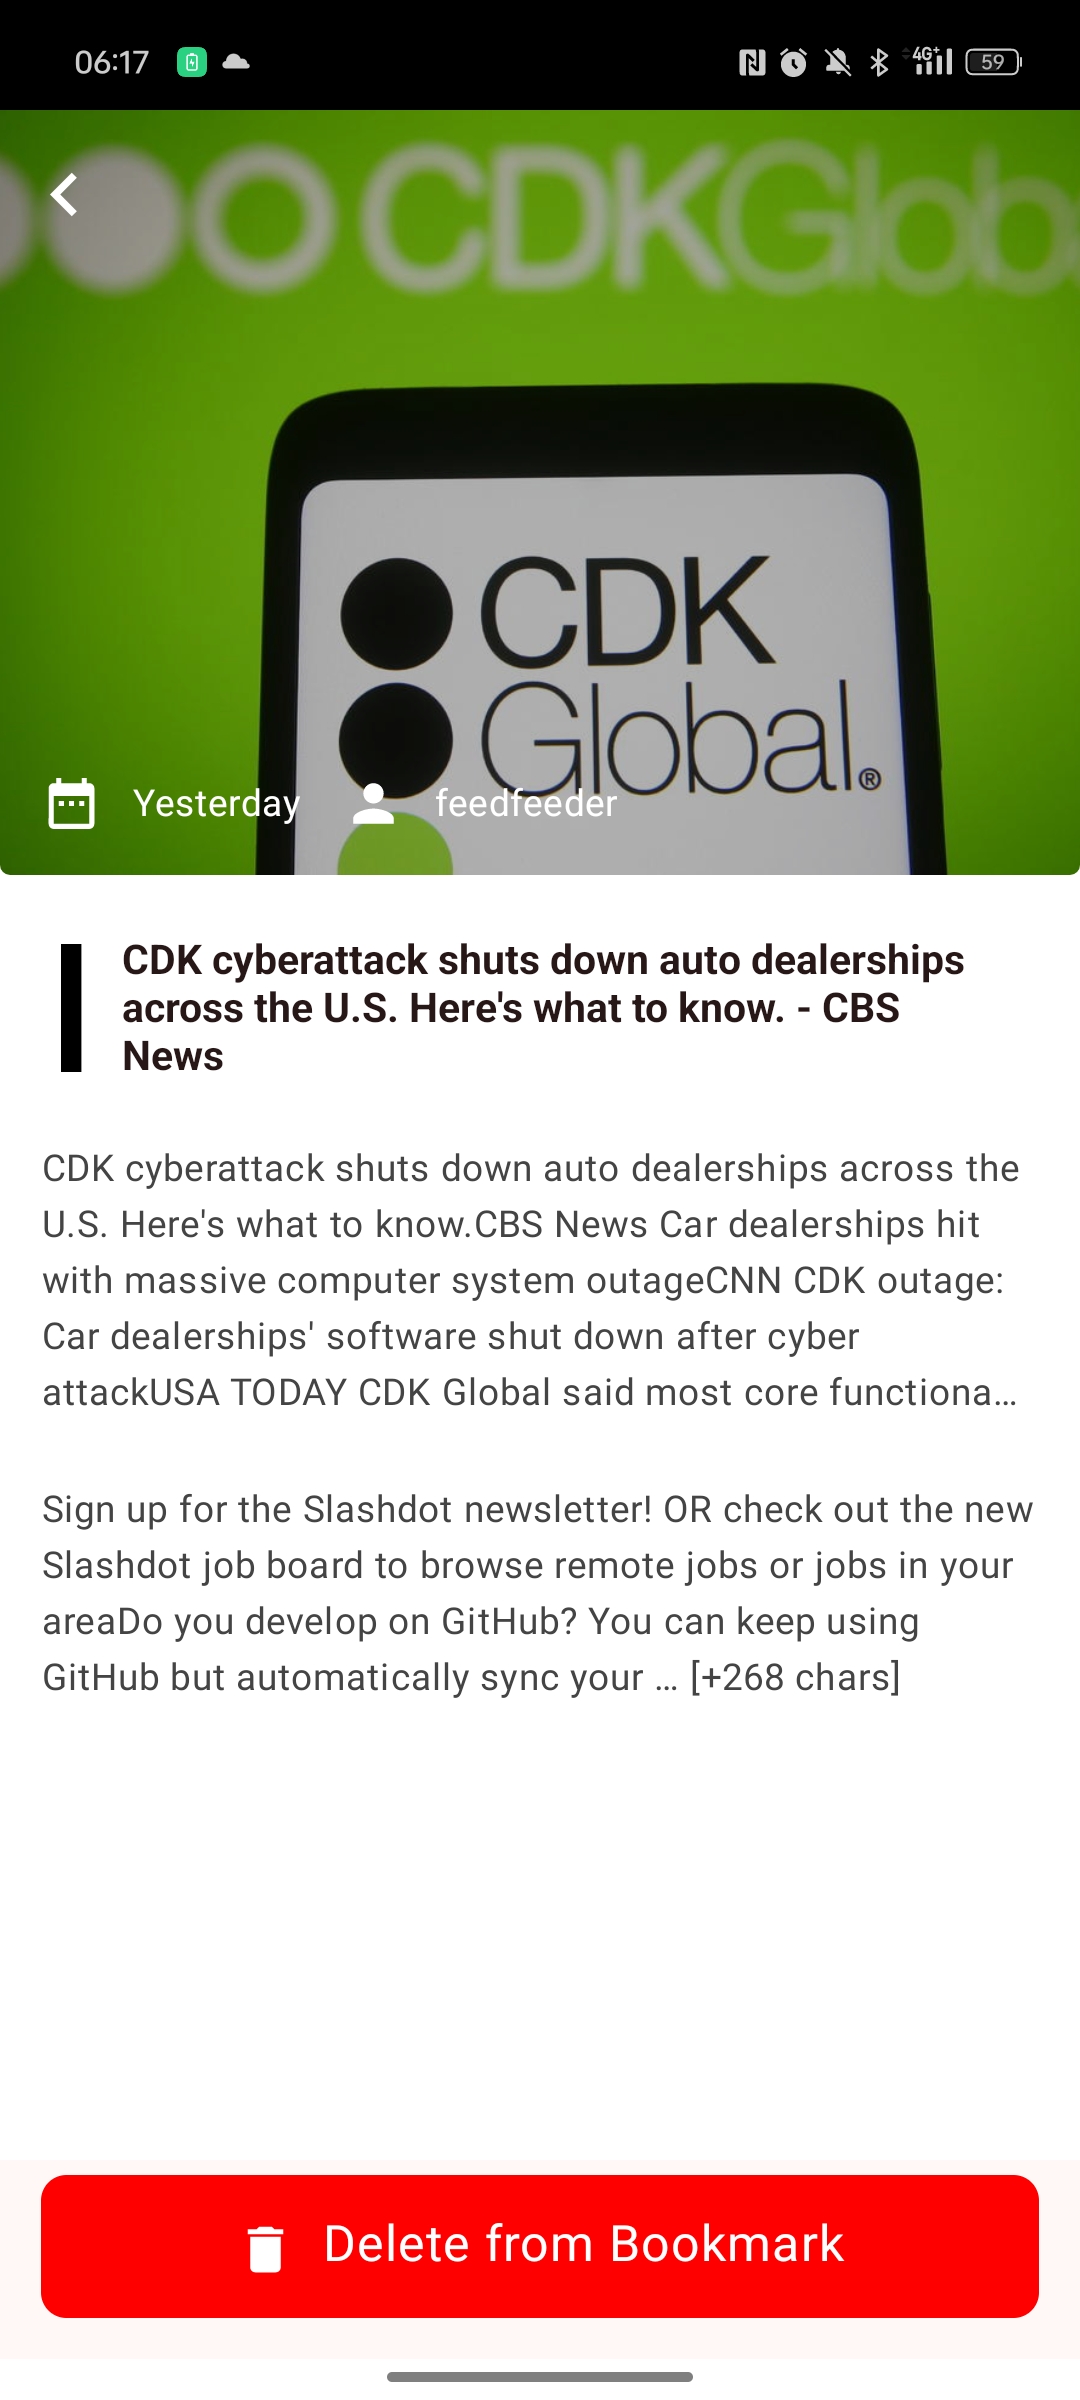 06:17
4G+
59
CDKGloba
CDK
Global®
Yesterday
feedfeeder
CDK cyberattack shuts down auto dealerships
across the U.S. Here's what to know. - CBS
News
CDK cyberattack shuts down auto dealerships across the
U.S. Here's what to know.CBS News Car dealerships hit
with massive computer system outageCNN CDK outage:
Car dealerships' software shut down after cyber
attackUSA TODAY CDK Global said most core functiona…
Sign up for the Slashdot newsletter! OR check out the new
Slashdot job board to browse remote jobs or jobs in your
areaDo you develop on GitHub? You can keep using
GitHub but automatically sync your … [+268 chars]
Delete from Bookmark